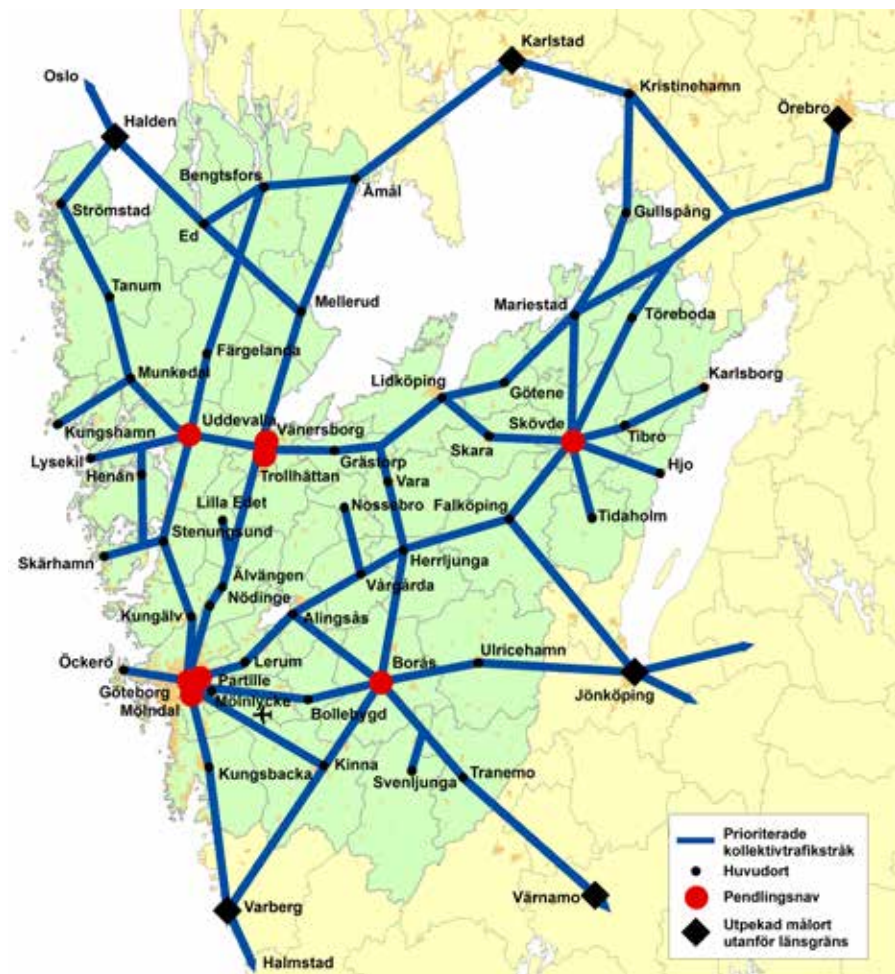 Karlstad
Oslo
Kristinehamn
Örebro
Halden
Bengtsfors
Åmål
Strömstad
Gullspång
Ed
Tanum
Mellerud
Mariestad
Töreboda
Färgelanda
Munkedal
Lidköping
Karlsborg
Götene
Uddevalla
Vänersborg
Skövde
Kungshamn
Skara
Tibro
Lysekil
Grästorp
Hjo
Henån
Trollhättan
Vara
Lilla Edet
Nossebro
Falköping
Tidaholm
Stenungsund
Skärhamn
Herrljunga
Älvängen
Vårgårda
Nödinge
Kungälv
Alingsås
Öckerö
Lerum
Borås
Ulricehamn
Partille
Göteborg
Mölnlycke
Mölndal
Jönköping
Bollebygd
Kungsbacka
Kinna
Svenljunga
Tranemo
Värnamo
Varberg
Halmstad
Prioriterade
kollektivtrafikstråk
Huvudort
Pendlingsnav
Utpekad målort
utanför länsgräns